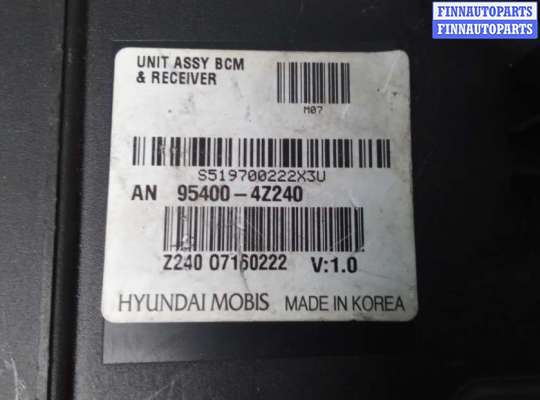 FINNAUTOPARTS
FINNAUTOPARTS
UNIT ASSY BCM
& RECEIVER
M07
S519700222X3U
AN 95400-4Z240
Z240 07160222 V:1.0
HYUNDAI MOBIS MADE IN KOREA